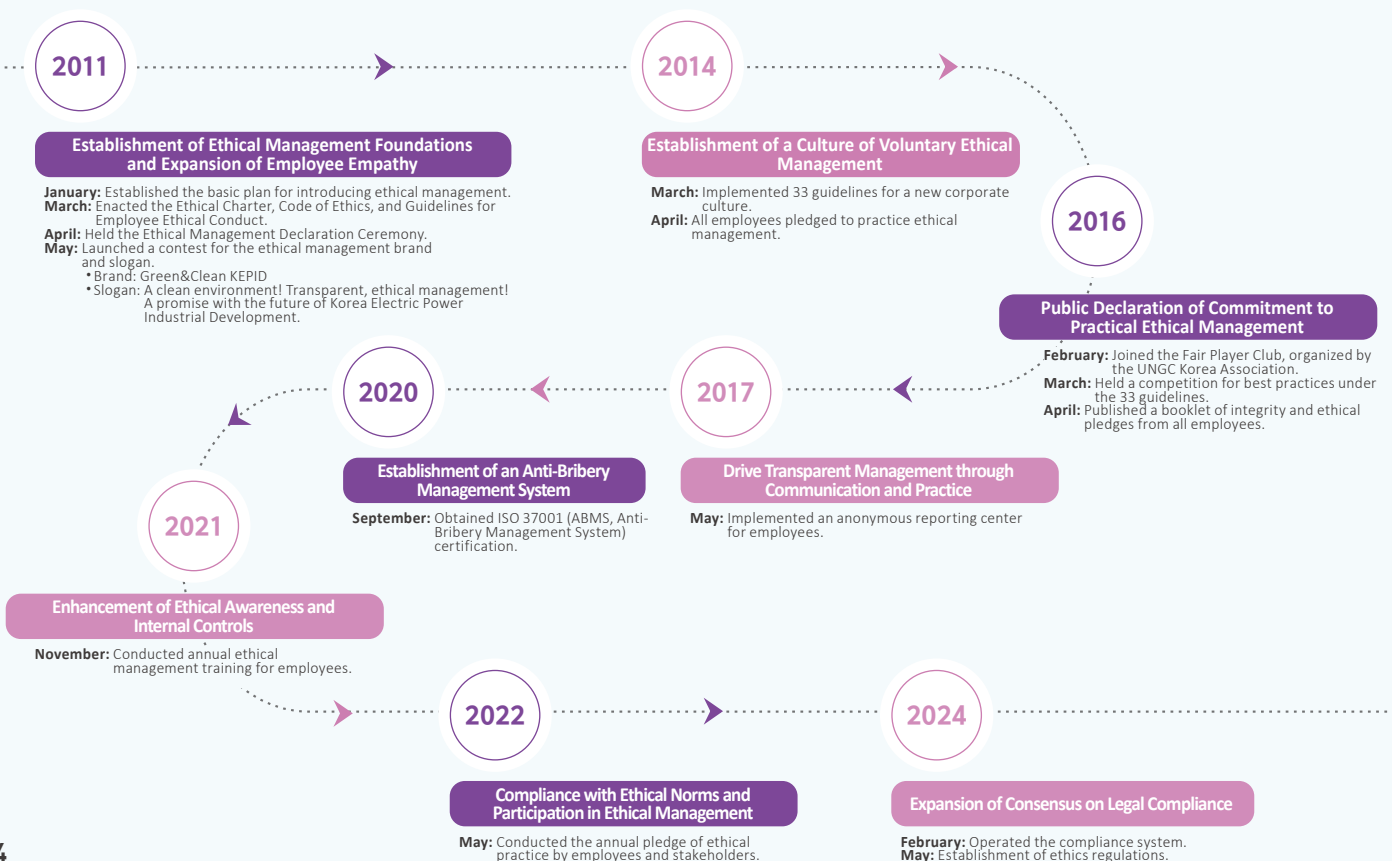 2011
Establishment of Ethical Management Foundations
and Expansion of Employee Empathy
January: Established the basic plan for introducing ethical management.
March: Enacted the Ethical Charter, Code of Ethics, and Guidelines for
Employee Ethical Conduct.
April: Held the Ethical Management Declaration Ceremony.
May: Launched a contest for the ethical management brand
and slogan.
• Brand: Green&Clean KEPID
• Slogan: A clean environment! Transparent, ethical management!
A promise with the future of Korea Electric Power
Industrial Development.
2014
Establishment of a Culture of Voluntary Ethical
Management
March: Implemented 33 guidelines for a new corporate
culture.
April: All employees pledged to practice ethical
management.
2016
Public Declaration of Commitment to
Practical Ethical Management
February: Joined the Fair Player Club, organized by
the UNGC Korea Association.
March: Held a competition for best practices under
the 33 guidelines.
April: Published a booklet of integrity and ethical
pledges from all employees.
2017
Drive Transparent Management through
Communication and Practice
May: Implemented an anonymous reporting center
for employees.
2020
Establishment of an Anti-Bribery
Management System
September: Obtained ISO 37001 (ABMS, Anti-
Bribery Management System)
certification.
2021
Enhancement of Ethical Awareness and
Internal Controls
November: Conducted annual ethical
management training for employees.
2022
Compliance with Ethical Norms and
Participation in Ethical Management
May: Conducted the annual pledge of ethical
practice by employees and stakeholders.
2024
Expansion of Consensus on Legal Compliance
February: Operated the compliance system.
May: Establishment of ethics regulations.
4